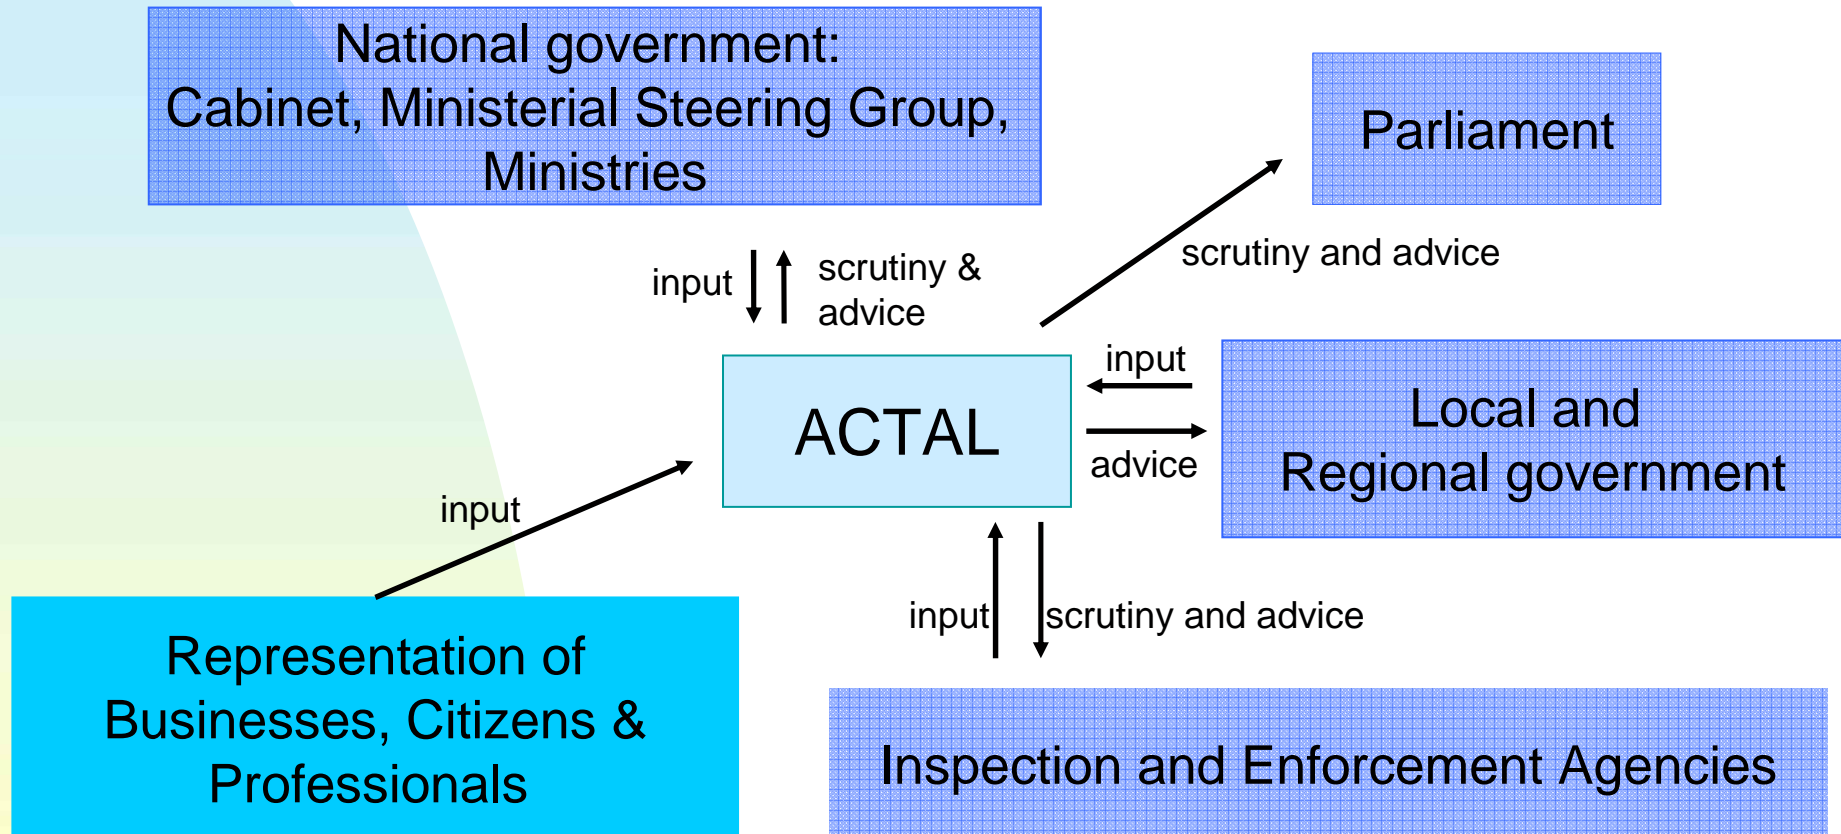 National government:
Cabinet, Ministerial Steering Group,
Ministries
Parliament
input
scrutiny &
advice
scrutiny and advice
input
ACTAL
advice
Local and
Regional government
input
input
scrutiny and advice
Representation of
Businesses, Citizens &
Professionals
Inspection and Enforcement Agencies